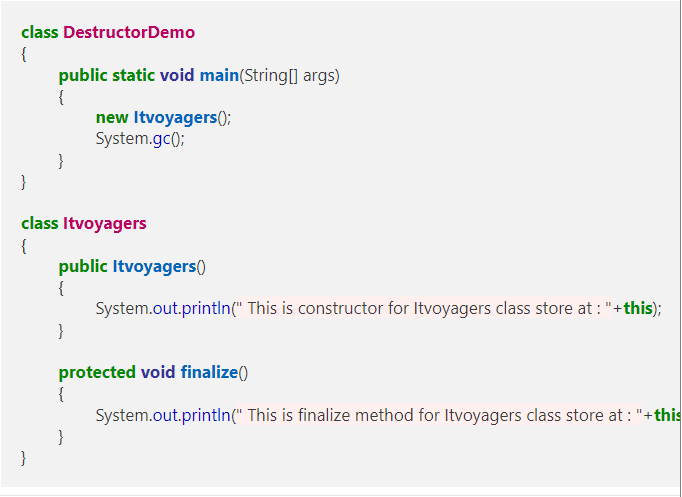 class DestructorDemo
{
public static void main(String[] args)
{
new Itvoyagers();
System.gc();
}
}
class Itvoyagers
{
public Itvoyagers()
{
System.out.println(" This is constructor for Itvoyagers class store at : "+this);
}
protected void finalize()
{
System.out.println(" This is finalize method for Itvoyagers class store at : "+this
}
}